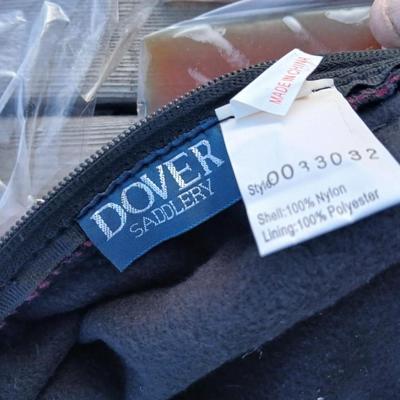 MADE IN CHINA
DOVER
SADDLERY
Style 0033032
Shell:100% Nylon
Lining:100% Polyester